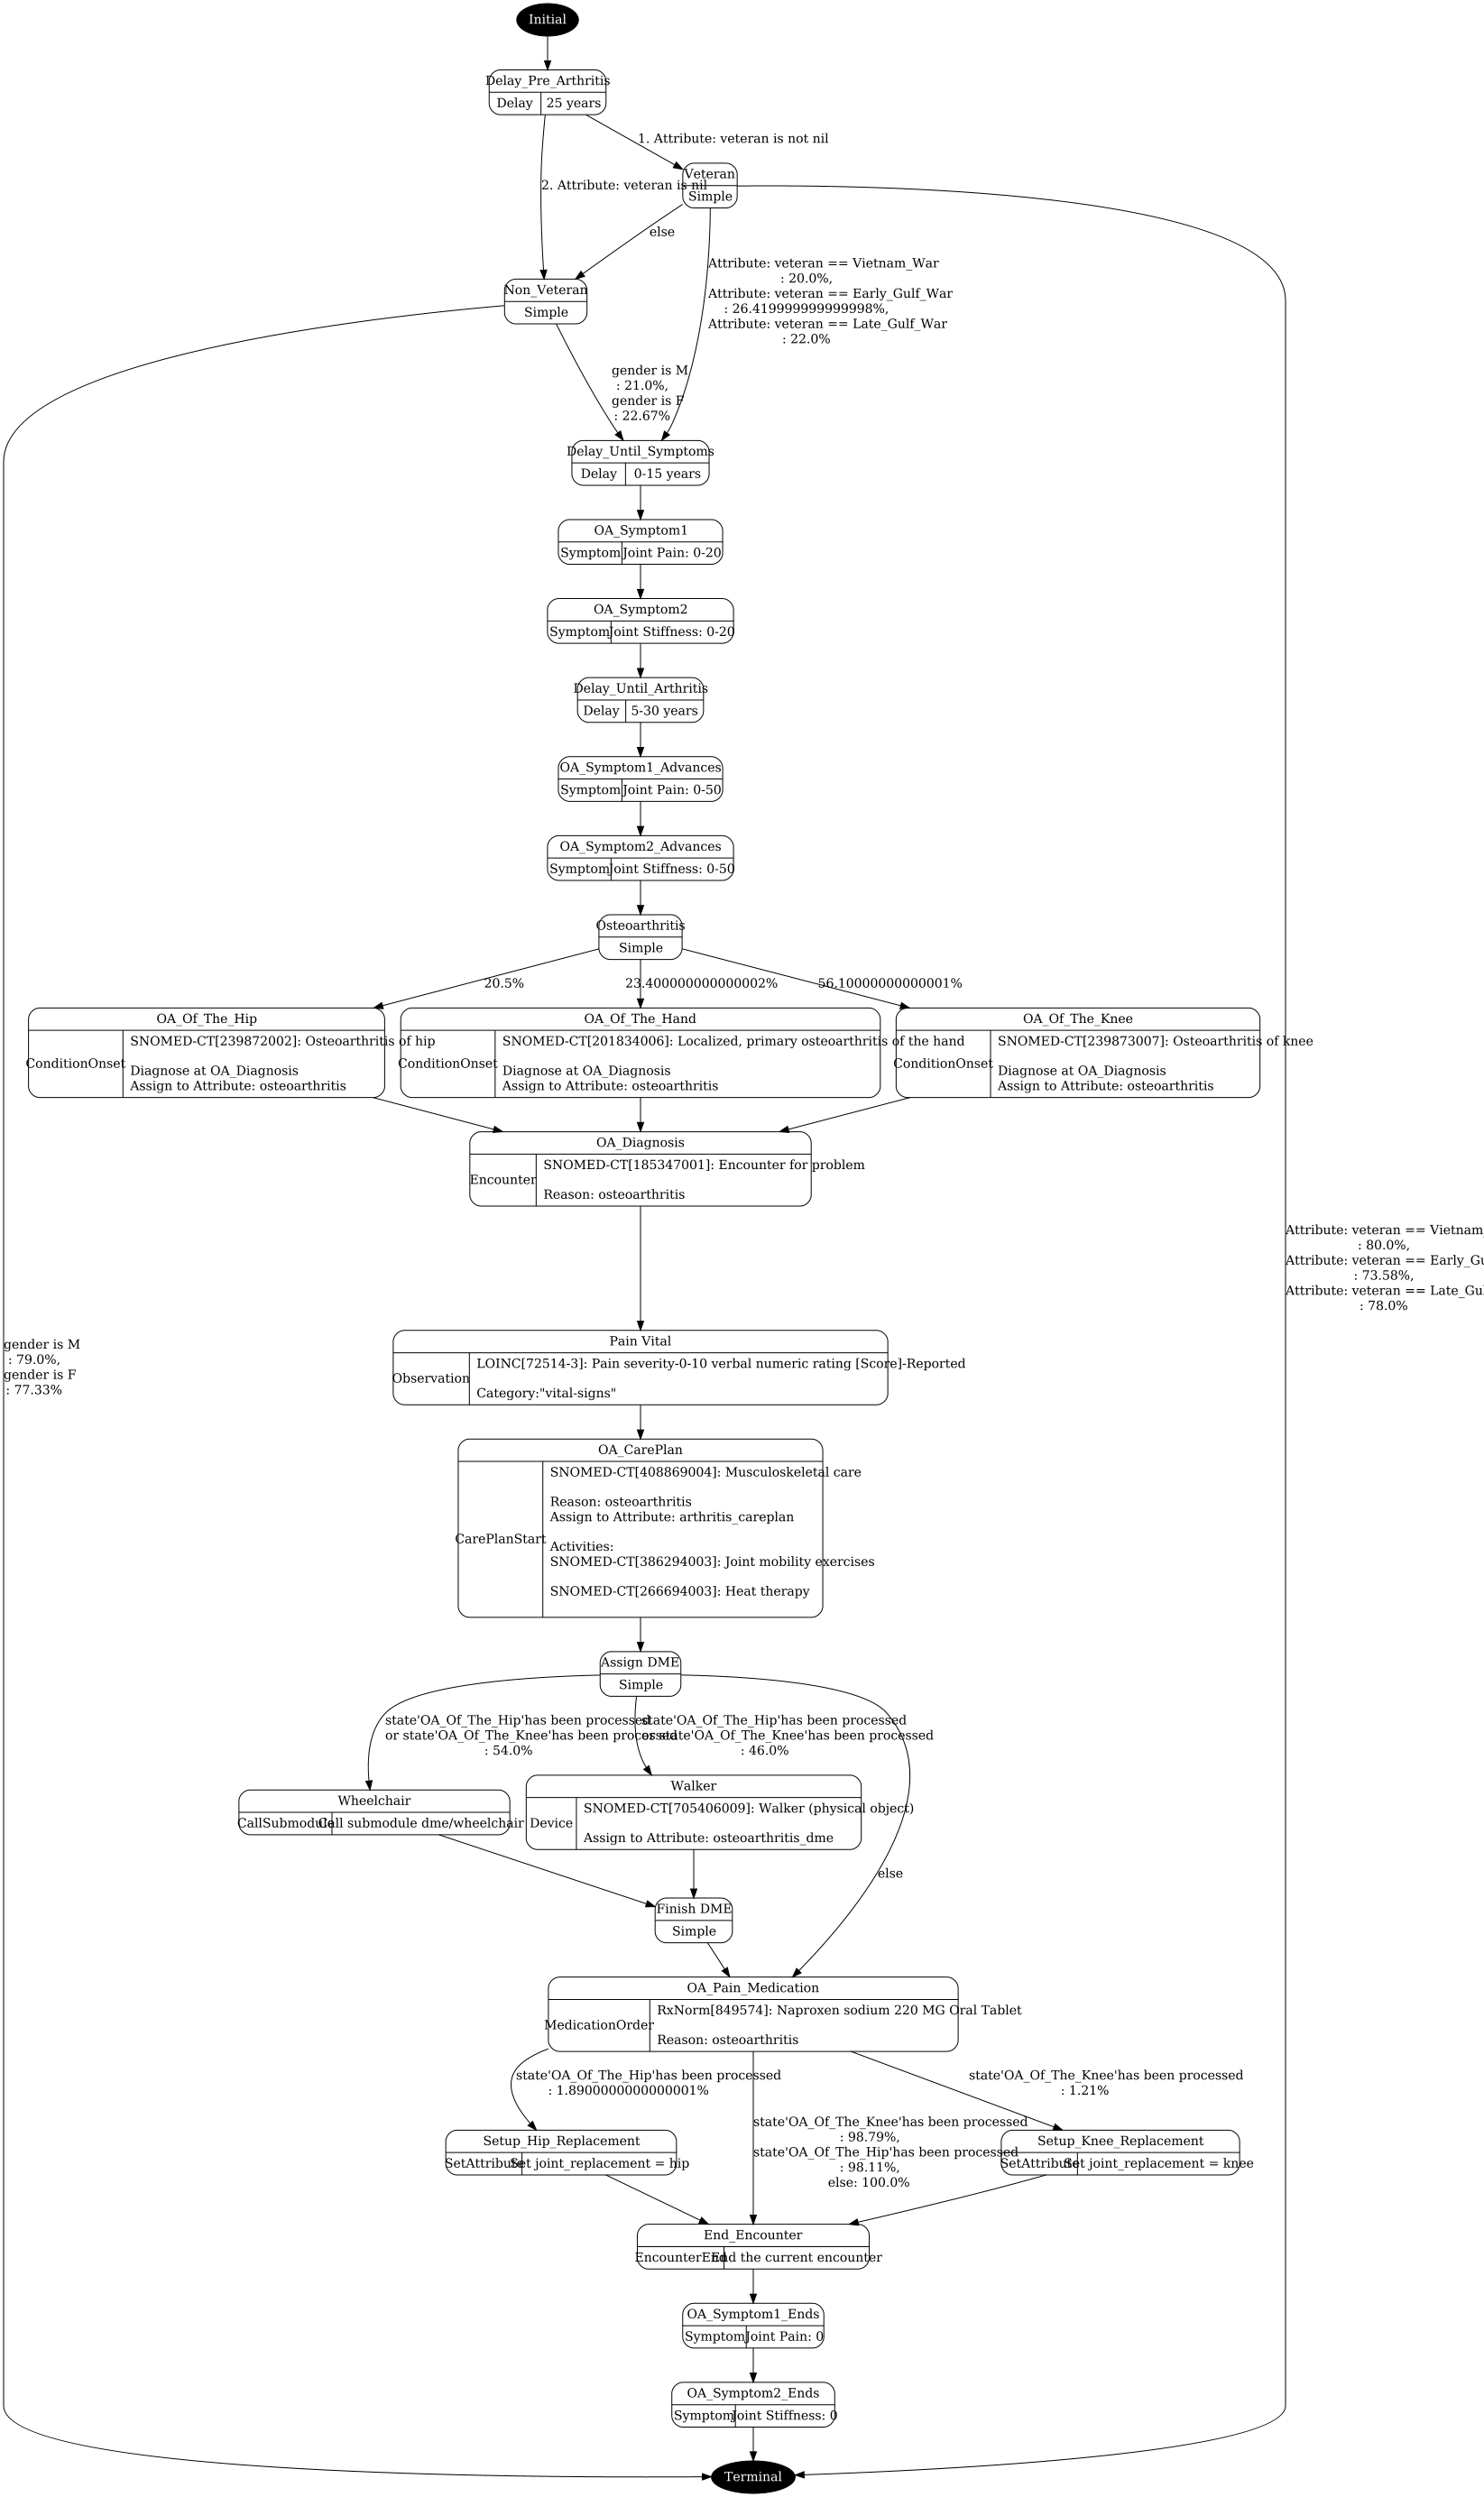 Initial
Delay_Pre_Arthritis
Delay
25 years
1. Attribute: veteran is not nil
Veteran
Simple
2. Attribute: veteran is nil
else
Attribute: veteran == Vietnam_War
: 20.0%,
Attribute: veteran == Early_Gulf_War
: 26.419999999999998%,
Attribute: veteran == Late_Gulf_War
: 22.0%
Non_Veteran
Simple
gender is M
: 21.0%,
gender is F
: 22.67%
Delay_Until_Symptoms
Delay
0-15 years
OA_Symptom1
Symptom
Joint Pain: 0-20
OA_Symptom2
Symptom
Joint Stiffness: 0-20
Delay_Until_Arthritis
Delay
5-30 years
OA_Symptom1_Advances
Symptom
Joint Pain: 0-50
OA_Symptom2_Advances
Symptom
Joint Stiffness: 0-50
Osteoarthritis
Simple
20.5%
23.400000000000002%
56.10000000000001%
OA_Of_The_Hip
ConditionOnset
SNOMED-CT[239872002]: Osteoarthritis of hip
Diagnose at OA_Diagnosis
Assign to Attribute: osteoarthritis
OA_Of_The_Hand
ConditionOnset
SNOMED-CT[201834006]: Localized, primary osteoarthritis of the hand
Diagnose at OA_Diagnosis
Assign to Attribute: osteoarthritis
OA_Of_The_Knee
ConditionOnset
SNOMED-CT[239873007]: Osteoarthritis of knee
Diagnose at OA_Diagnosis
Assign to Attribute: osteoarthritis
OA_Diagnosis
Encounter
SNOMED-CT[185347001]: Encounter for problem
Reason: osteoarthritis
Attribute: veteran == Vietnam
: 80.0%,
Attribute: veteran == Early_Gu
: 73.58%,
Attribute: veteran == Late_Gul
: 78.0%
gender is M
: 79.0%,
gender is F
: 77.33%
Pain Vital
Observation
LOINC[72514-3]: Pain severity-0-10 verbal numeric rating [Score]-Reported
Category:"vital-signs"
OA_CarePlan
CarePlanStart
SNOMED-CT[408869004]: Musculoskeletal care
Reason: osteoarthritis
Assign to Attribute: arthritis_careplan
Activities:
SNOMED-CT[386294003]: Joint mobility exercises
SNOMED-CT[266694003]: Heat therapy
Assign DME
Simple
state'OA_Of_The_Hip'has been processed
or state'OA_Of_The_Knee'has been processed
: 54.0%
state'OA_Of_The_Hip'has been processed
or state'OA_Of_The_Knee'has been processed
: 46.0%
Wheelchair
CallSubmodule
Call submodule dme/wheelchair
Walker
Device
SNOMED-CT[705406009]: Walker (physical object)
Assign to Attribute: osteoarthritis_dme
else
Finish DME
Simple
OA_Pain_Medication
MedicationOrder
RxNorm[849574]: Naproxen sodium 220 MG Oral Tablet
Reason: osteoarthritis
state'OA_Of_The_Hip'has been processed
: 1.8900000000000001%
state'OA_Of_The_Knee'has been processed
: 1.21%
state'OA_Of_The_Knee'has been processed
: 98.79%,
state'OA_Of_The_Hip'has been processed
: 98.11%,
else: 100.0%
Setup_Hip_Replacement
SetAttribute
Set joint_replacement = hip
Setup_Knee_Replacement
SetAttribute
Set joint_replacement = knee
End_Encounter
EncounterEnd
End the current encounter
OA_Symptom1_Ends
Symptom
Joint Pain: 0
OA_Symptom2_Ends
Symptom
Joint Stiffness: 0
Terminal